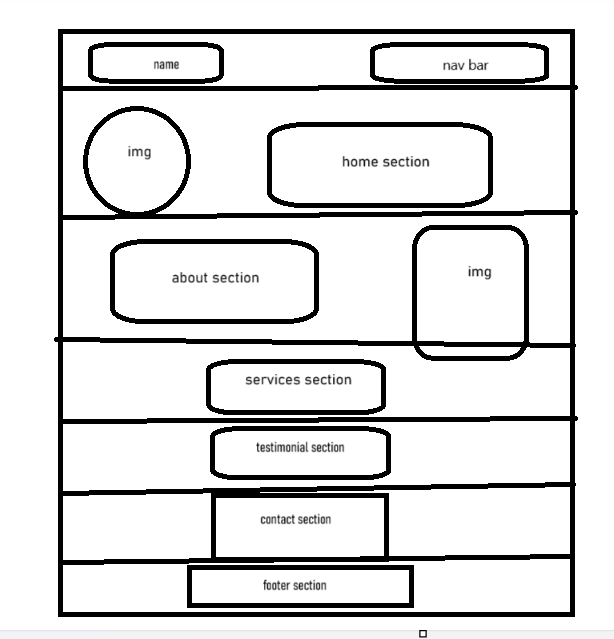 name
nav bar
img
home section
about section
img
services section
testimonial section
contact section
footer section